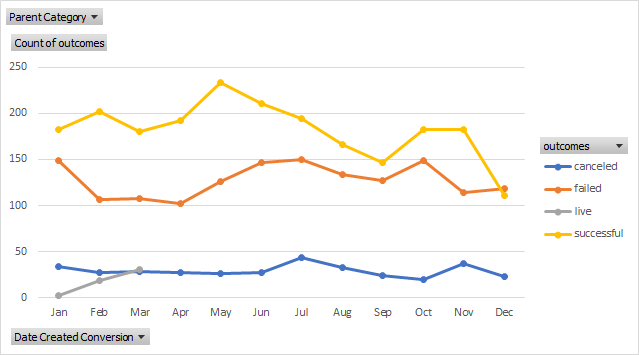 Parent Category
Count of outcomes
250
200
150
100
50
0
Jan Feb Mar Apr May Jun Jul Aug Sep Oct Nov Dec
outcomes
canceled
failed
live
successful
Date Created Conversion